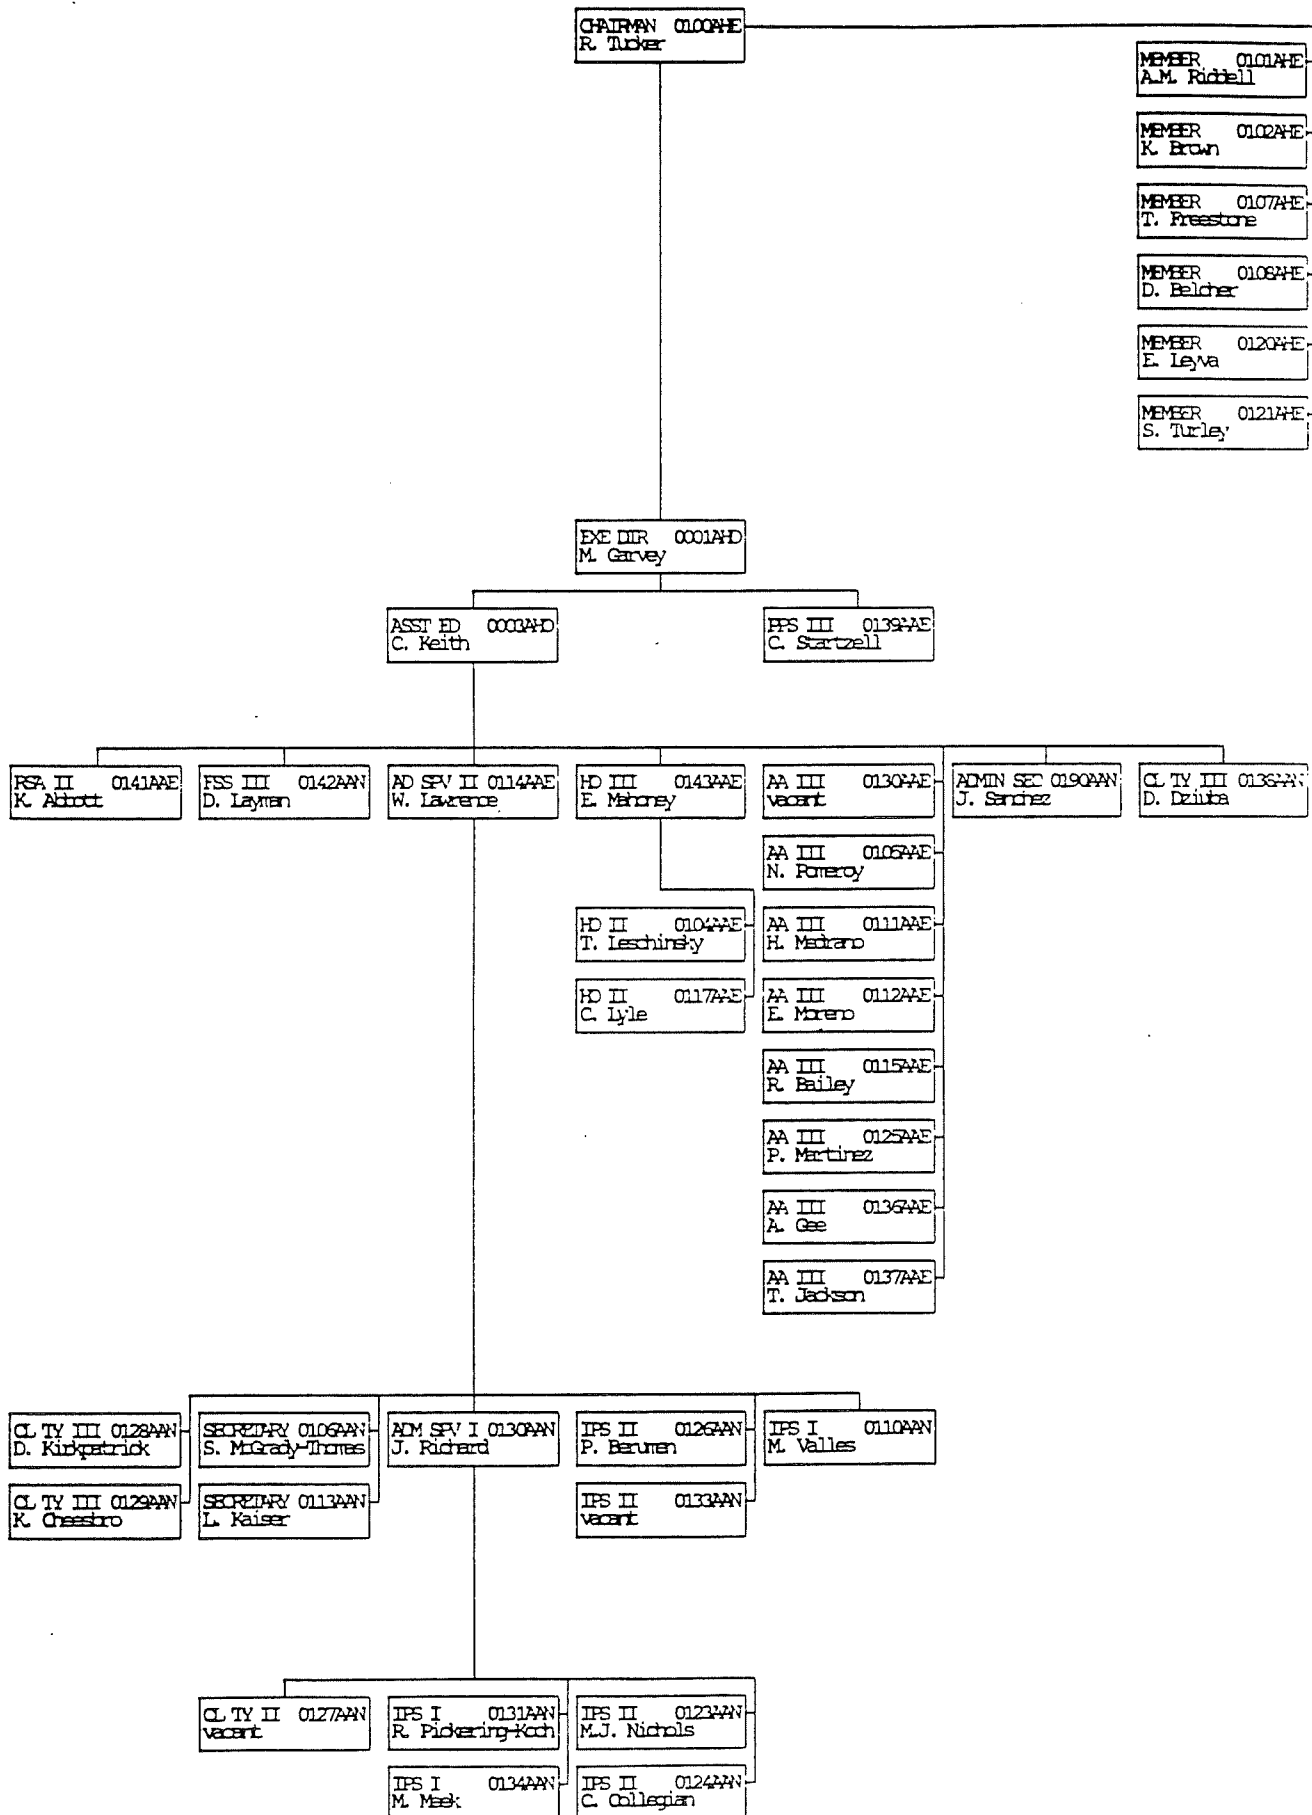 CHAIRMAN 0100AHE
R. Tucker
MEMBER 0101AHE
A.M. Riddell
MEMBER 0102AHE
K. Brown
MEMBER 0107AHE
T. Freestone
MEMBER 0108AHE
D. Belcher
MEMBER 0120AHE
E. Leyva
MEMBER 0121AHE
S. Turley
EXE DIR 0001AHD
M. Garvey
ASST ED 0003AHD
C. Keith
PPS III 0139AAE
C. Startzell
RSA II 0141AAE
K. Abbott
FSS III 0142AAN
D. Layman
AD SPV II 0114AAE
W. Lawrence
HO III 0143AAE
E. Mahoney
AA III 0130AAE
vacant
ADMIN SEC 0190AAN
J. Sanchez
CL TY III 0136AAN
D. Dziuba
AA III 0105AAE
N. Pomeroy
HO II 0104AAE
T. Leschinsky
AA III 0111AAE
H. Medrano
HO II 0117AAE
C. Lyle
AA III 0112AAE
E. Moreno
AA III 0115AAE
R. Bailey
AA III 0125AAE
P. Martinez
AA III 0136AAE
A. Gee
AA III 0137AAE
T. Jackson
CL TY III 0128AAN
D. Kirkpatrick
SECRETARY 0106AAN
S. McGrady-Thomas
ADM SPV I 0130AAN
J. Richard
IPS II 0126AAN
P. Berumen
IPS I 0110AAN
M. Valles
CL TY III 0129AAN
K. Cheesbro
SECRETARY 0113AAN
L. Kaiser
IPS II 0133AAN
vacant
CL TY II 0127AAN
vacant
IPS I 0131AAN
R. Pickering-Koch
IPS II 0123AAN
M.J. Nichols
IPS I 0134AAN
M. Meek
IPS II 0124AAN
C. Collegian